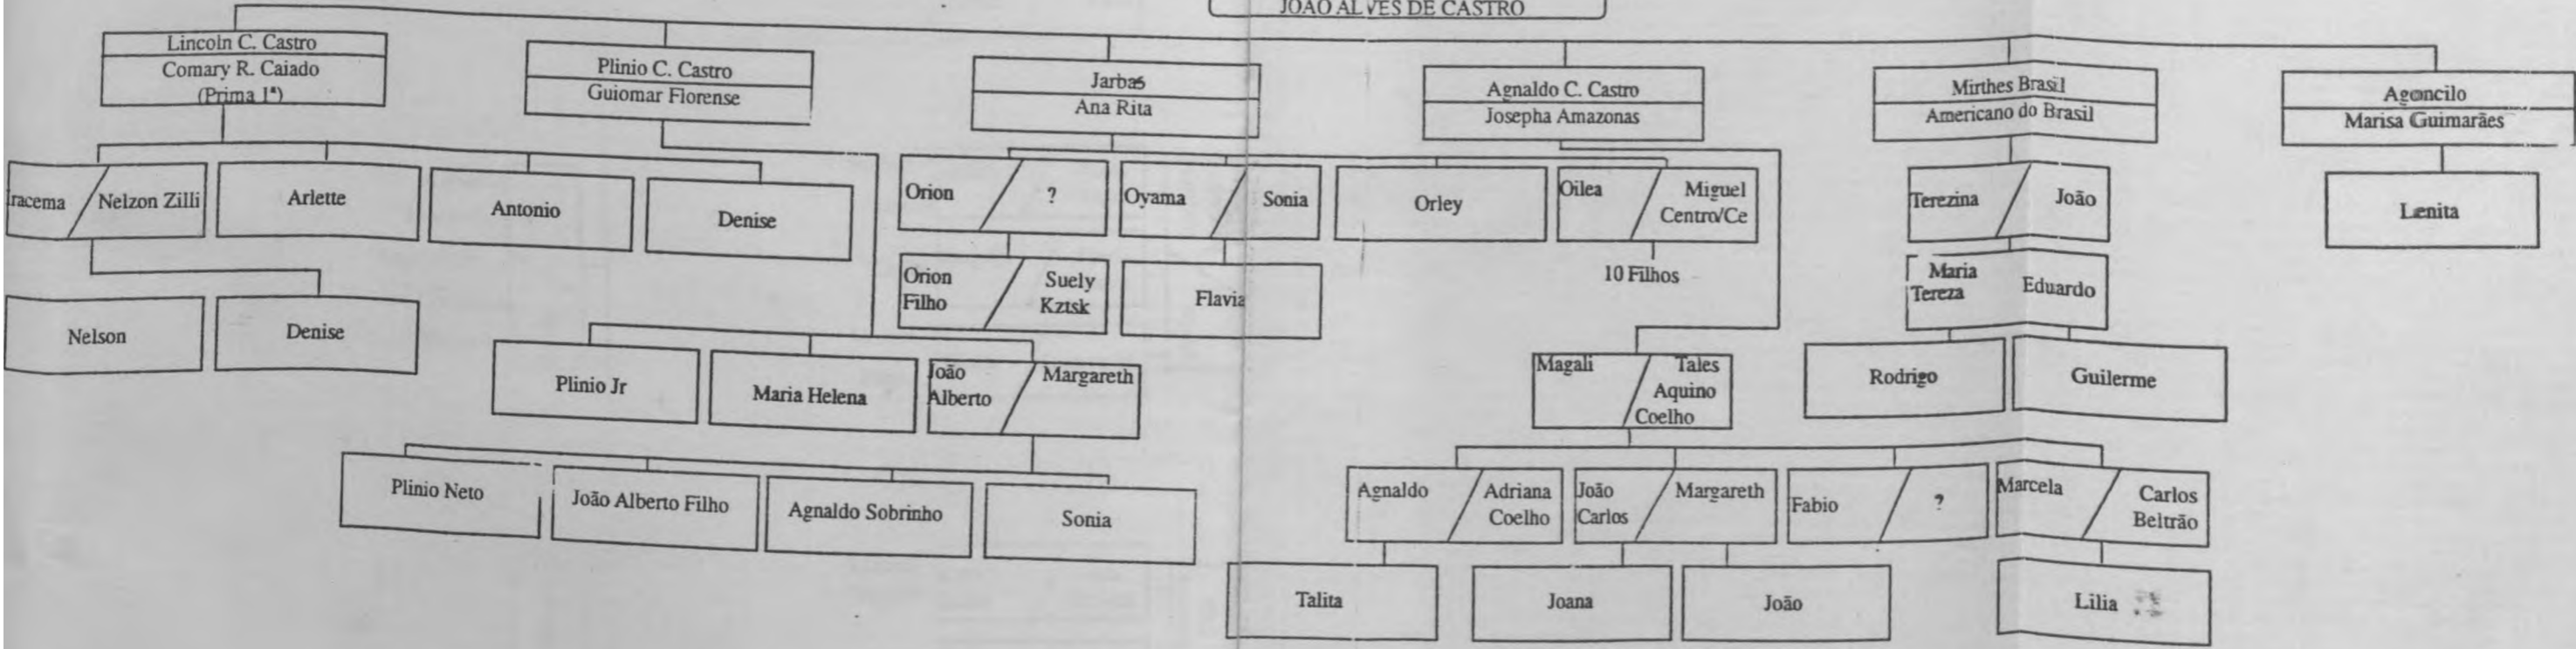 JOÃO ALVES DE CASTRO
Lincoln C. Castro
Comary R. Caiado
(Prima 1ª)
Plinio C. Castro
Guiomar Florense
Jarbas
Ana Rita
Agnaldo C. Castro
Josepha Amazonas
Mirthes Brasil
Americano do Brasil
Agoncilo
Marisa Guimarães
Iracema
Nelzon Zilli
Arlette
Antonio
Denise
Orion
?
Oyama
Sonia
Orley
Oilea
Miguel
Centro/Ce
Terezina
João
Lenita
Nelson
Denise
Orion
Filho
Suely
Kztsk
Flavia
10 Filhos
Maria
Tereza
Eduardo
Plinio Jr
Maria Helena
João
Alberto
Margareth
Magali
Tales
Aquino
Coelho
Rodrigo
Guilerme
Plinio Neto
João Alberto Filho
Agnaldo Sobrinho
Sonia
Agnaldo
Adriana
Coelho
João
Carlos
Margareth
Fabio
?
Marcela
Carlos
Beltrão
Talita
Joana
João
Lilia